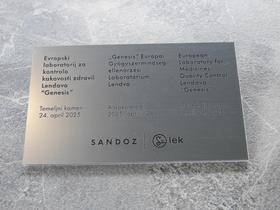 Evropski
laboratorij za
kontrolo
kakovosti zdravil
Lendava
"Genesis"
Temeljni kamen
24. april 2025
„Genesis” Európai
Gyógyszerminőség-
ellenőrzési
Laboratórium
Lendva
European
Laboratory for
Medicines
Quality Control
Lendava
"Genesis"
SANDOZ
lek